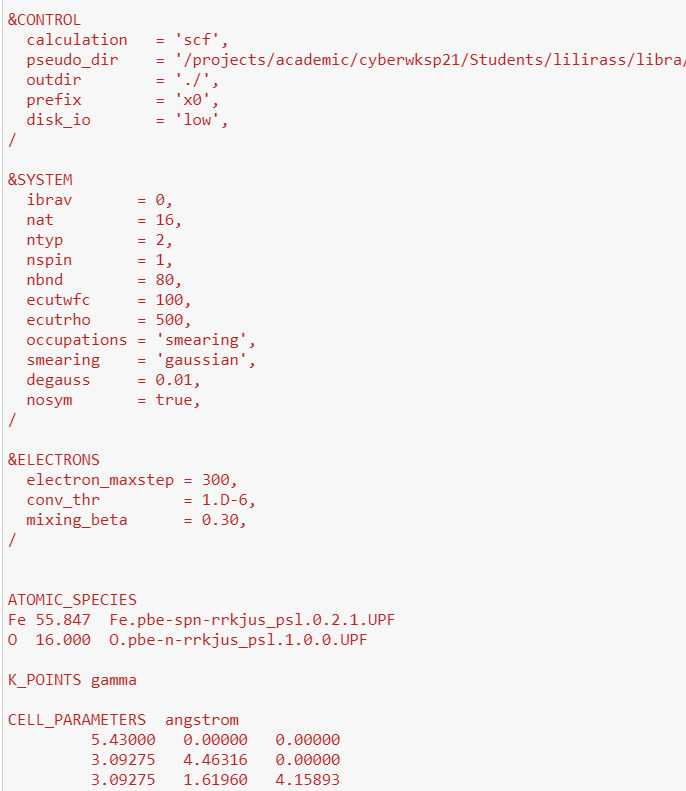 &CONTROL
  calculation   = 'scf',
  pseudo_dir    = '/projects/academic/cyberwksp21/Students/lilirass/libra/
  outdir        = './',
  prefix        = 'x0',
  disk_io       = 'low',
/
&SYSTEM
  ibrav       = 0,
  nat         = 16,
  ntyp        = 2,
  nspin       = 1,
  nbnd        = 80,
  ecutwfc     = 100,
  ecutrho     = 500,
  occupations = 'smearing',
  smearing    = 'gaussian',
  degauss     = 0.01,
  nosym       = true,
/
&ELECTRONS
  electron_maxstep = 300,
  conv_thr         = 1.D-6,
  mixing_beta      = 0.30,
/
ATOMIC_SPECIES
Fe 55.847  Fe.pbe-spn-rrkjus_psl.0.2.1.UPF
O  16.000  O.pbe-n-rrkjus_psl.1.0.0.UPF
K_POINTS gamma
CELL_PARAMETERS  angstrom
         5.43000   0.00000   0.00000
         3.09275   4.46316   0.00000
         3.09275   1.61960   4.15893